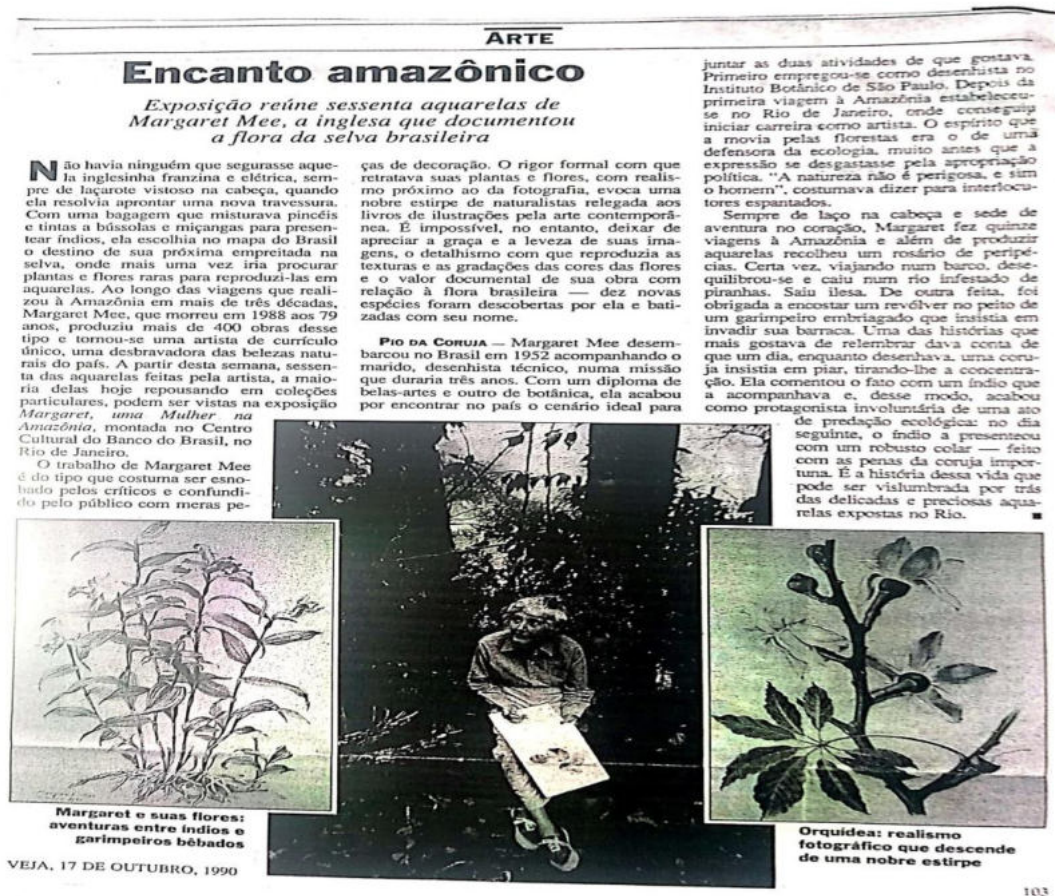 ARTE
Encanto amazônico
Exposição reúne sessenta aquarelas de
Margaret Mee, a inglesa que documentou
a flora da selva brasileira
Não havia ninguém que segurasse aque-
la inglesinha franzina e elétrica, sem-
pre de laçarote vistoso na cabeça, quando
ela resolvia aprontar uma nova travessura.
Com uma bagagem que misturava pincéis
e tintas a bússolas e miçangas para presen-
tear índios, ela escolhia no mapa do Brasil
o destino de sua próxima empreitada na
selva, onde mais uma vez iria procurar
plantas e flores raras para reproduzi-las em
aquarelas. Ao longo das viagens que reali-
zou à Amazônia em mais de três décadas,
Margaret Mee, que morreu em 1988 aos 79
anos, produziu mais de 400 obras desse
tipo e tornou-se uma artista de currículo
único, uma desbravadora das belezas natu-
rais do país. A partir desta semana, sessen-
ta das aquarelas feitas pela artista, a maio-
ria delas hoje repousando em coleções
particulares, podem ser vistas na exposição
Margaret, uma Mulher na
Amazônia, montada no Centro
Cultural do Banco do Brasil, no
Rio de Janeiro.
O trabalho de Margaret Mee
é do tipo que costuma ser esno-
bado pelos críticos e confundi-
do pelo público com meras pe-
ças de decoração. O rigor formal com que
retratava suas plantas e flores, com realis-
mo próximo ao da fotografia, evoca uma
nobre estirpe de naturalistas relegada aos
livros de ilustrações pela arte contemporâ-
nea. É impossível, no entanto, deixar de
apreciar a graça e a leveza de suas ima-
gens, o detalhismo com que reproduzia as
texturas e as gradações das cores das flores
e o valor documental de sua obra com
relação à flora brasileira — dez novas
espécies foram descobertas por ela e bati-
zadas com seu nome.
PIO DA CORUJA — Margaret Mee desem-
barcou no Brasil em 1952 acompanhando o
marido, desenhista técnico, numa missão
que duraria três anos. Com um diploma de
belas-artes e outro de botânica, ela acabou
por encontrar no país o cenário ideal para
juntar as duas atividades de que gostava.
Primeiro empregou-se como desenhista no
Instituto Botânico de São Paulo. Depois da
primeira viagem à Amazônia estabeleceu-
se no Rio de Janeiro, onde conseguiu
iniciar carreira como artista. O espírito que
a movia pelas florestas era o de uma
defensora da ecologia, muito antes que a
expressão se desgastasse pela apropriação
política. "A natureza não é perigosa, e sim
o homem", costumava dizer para interlocu-
tores espantados.
Sempre de laço na cabeça e sede de
aventura no coração, Margaret fez quinze
viagens à Amazônia e além de produzir
aquarelas recolheu um rosário de peripé-
cias. Certa vez, viajando num barco, dese-
quilibrou-se e caiu num rio infestado de
piranhas. Saiu ilesa. De outra feita, foi
obrigada a encostar um revólver no peito de
um garimpeiro embriagado que insistia em
invadir sua barraca. Uma das histórias que
mais gostava de relembrar dava conta de
que um dia, enquanto desenhava, uma coru-
ja insistia em piar, tirando-lhe a concentra-
ção. Ela comentou o fato com um índio que
a acompanhava e, desse modo, acabou
como protagonista involuntária de uma ato
de predação ecológica: no dia
seguinte, o índio a presenteou
com um robusto colar — feito
com as penas da coruja impor-
tuna. É a história dessa vida que
pode ser vislumbrada por trás
das delicadas e preciosas aqua-
relas expostas no Rio.
Margaret e suas flores:
aventuras entre índios e
garimpeiros bêbados
Orquídea: realismo
fotográfico que descende
de uma nobre estirpe
VEJA, 17 DE OUTUBRO, 1990
103